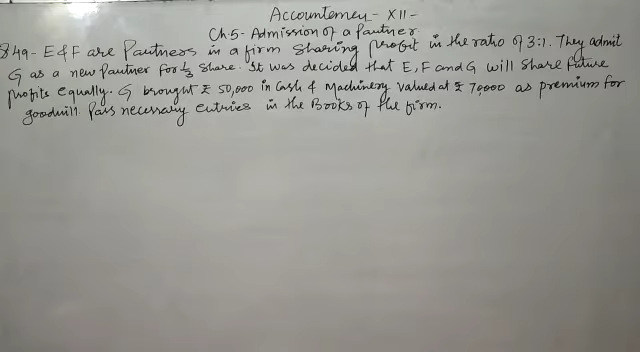 Accountency - XII -
Ch-5- Admission of a partner
849- E & F are Partners in a firm sharing profit in the ratio of 3:1. They admit
G as a new Partner for 1/3 share. It was decided that E, F and G will share future
profits equally. G brought ₹ 50,000 in cash & Machinery valued at ₹ 70,000 as premium for
goodwill. Pass necessary entries in the Books of the firm.